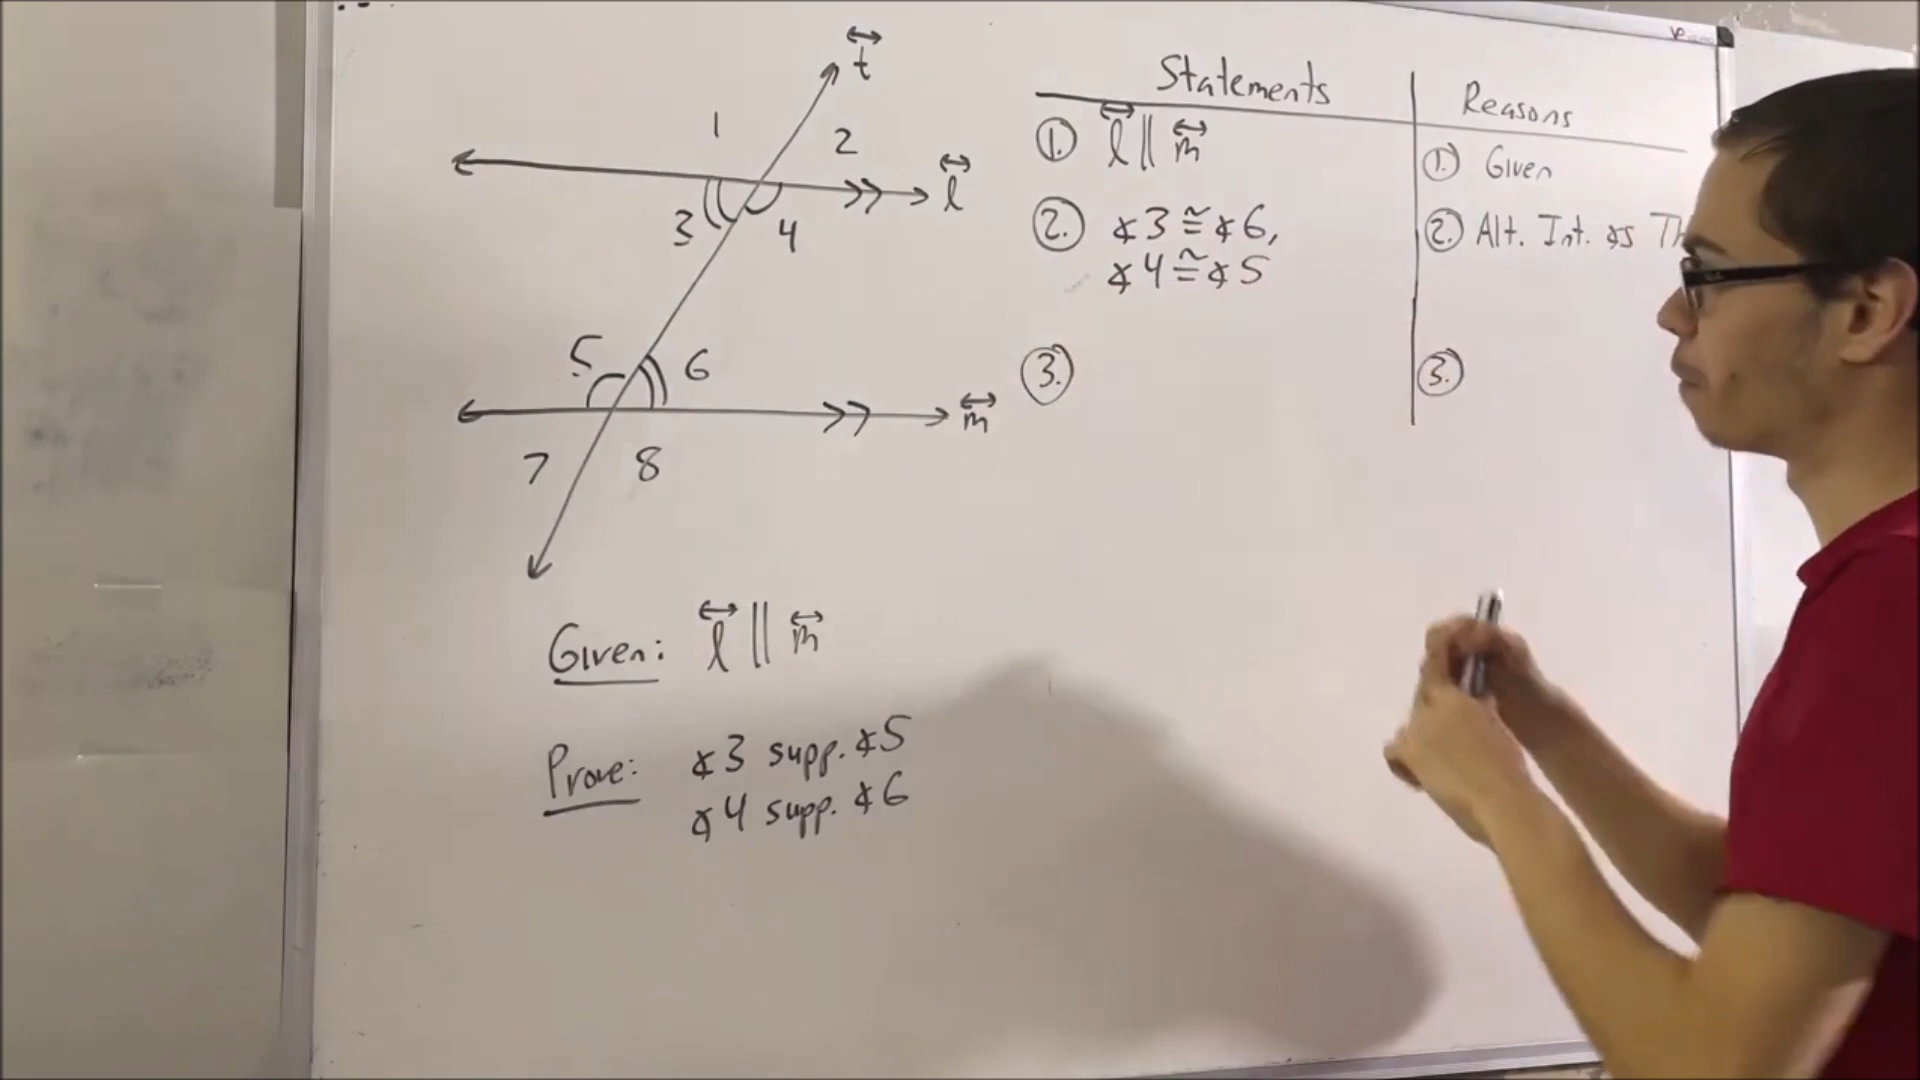 t
1
2
l
3
4
5
6
m
7
8
Given: l || m
Prove: ∡3 supp. ∡5
∡4 supp. ∡6
Statements
Reasons
1. l || m
1. Given
2. ∡3 ≅ ∡6,
∡4 ≅ ∡5
2. Alt. Int. ∡s
3.
3.